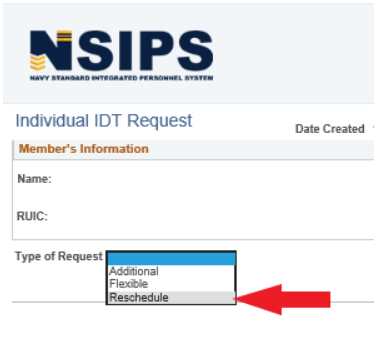 NSIPS
NAVY STANDARD INTEGRATED PERSONNEL SYSTEM
Individual IDT Request
Date Created
Member's Information
Name:
RUIC:
Type of Request
Additional
Flexible
Reschedule